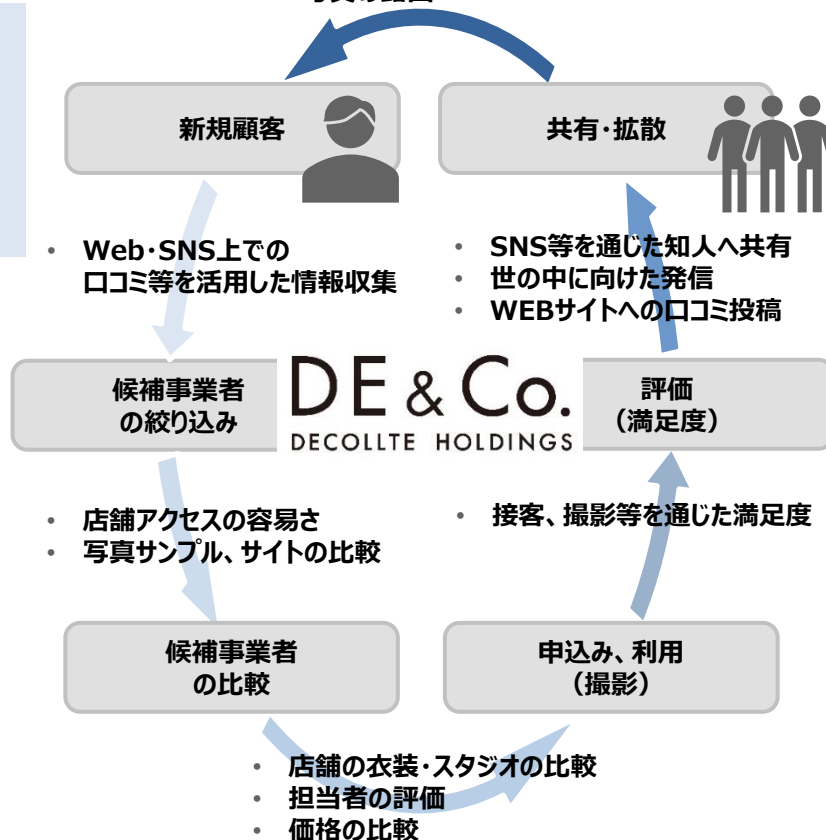 新規顧客
共有・拡散
・ Web・SNS上での
口コミ等を活用した情報収集
・ SNS等を通じた知人へ共有
・ 世の中に向けた発信
・ WEBサイトへの口コミ投稿
候補事業者
の絞り込み
DE & Co.
DECOLLTE HOLDINGS
評価
（満足度）
・ 店舗アクセスの容易さ
・ 写真サンプル、サイトの比較
・ 接客、撮影等を通じた満足度
候補事業者
の比較
申込み、利用
（撮影）
・ 店舗の衣装・スタジオの比較
・ 担当者の評価
・ 価格の比較